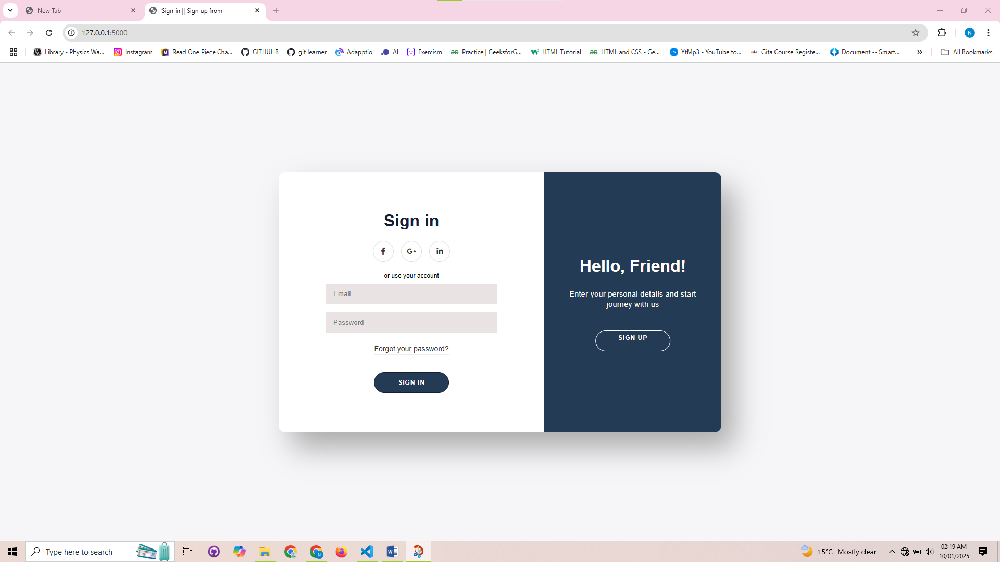 New Tab
Sign in || Sign up from
127.0.0.1:5000
N
Library - Physics Wa...
Instagram
Read One Piece Cha...
GITHUHB
git learner
Adapptio
AI
Exercism
Practice | GeeksforG...
HTML Tutorial
HTML and CSS - Ge...
YtMp3 - YouTube to...
Gita Course Registe...
Document -- Smart...
All Bookmarks
Sign in
f
G+
in
or use your account
Email
Password
Forgot your password?
SIGN IN
Hello, Friend!
Enter your personal details and start
journey with us
SIGN UP
Type here to search
N
W
15°C Mostly clear
02:19 AM
10/01/2025